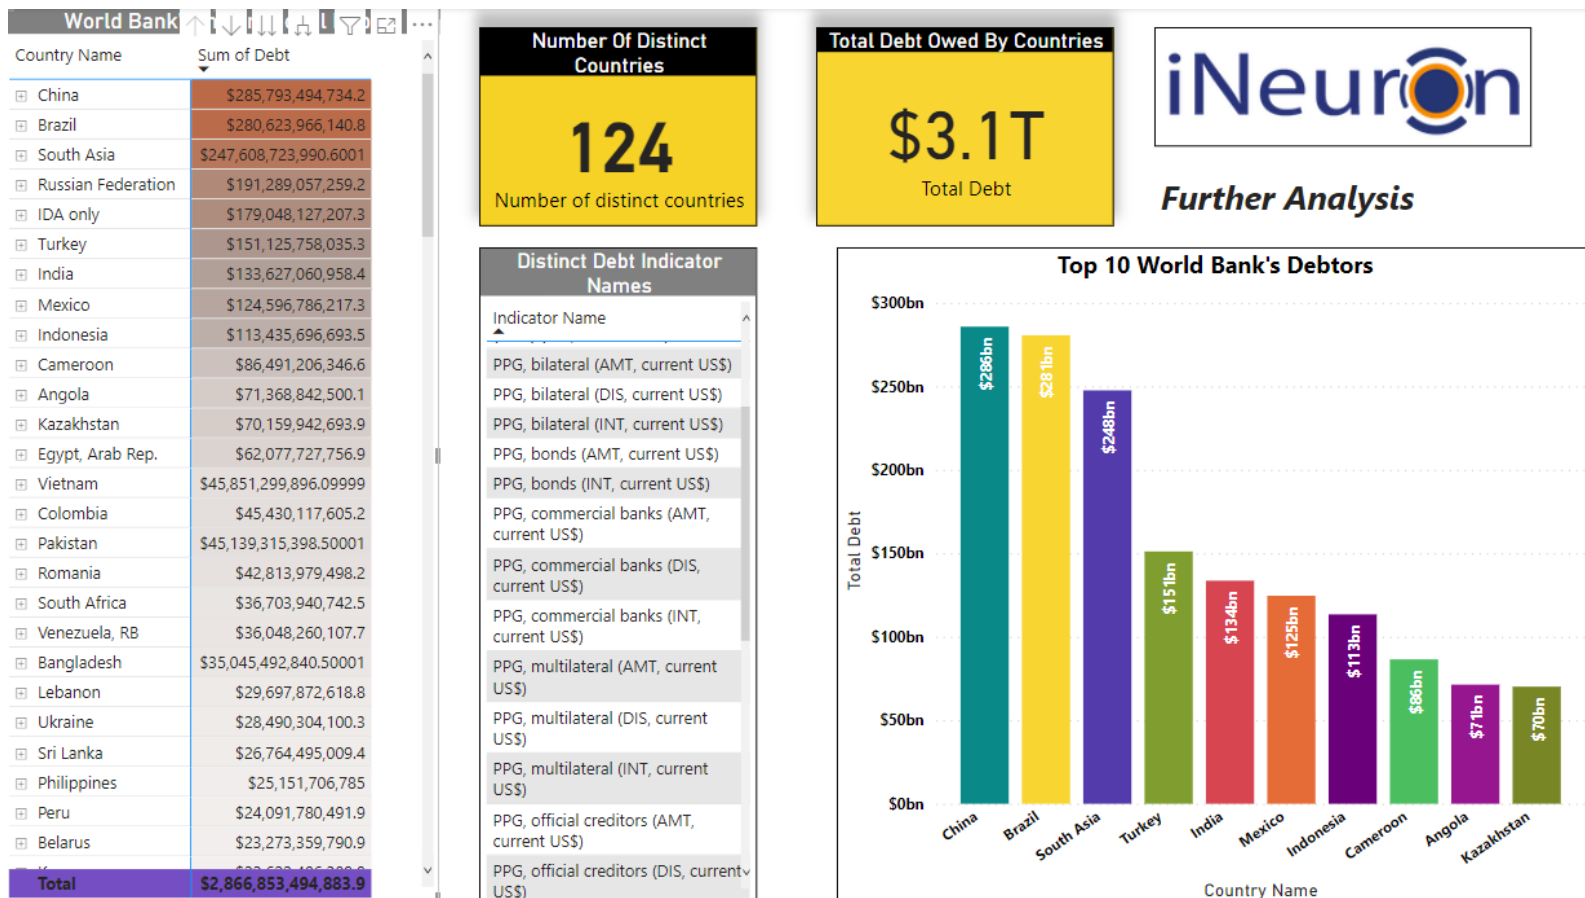 World Bank
Country Name Sum of Debt
China $285,793,494,734.2
Brazil $280,623,966,140.8
South Asia $247,608,723,990.6001
Russian Federation $191,289,057,259.2
IDA only $179,048,127,207.3
Turkey $151,125,758,035.3
India $133,627,060,958.4
Mexico $124,596,786,217.3
Indonesia $113,435,696,693.5
Cameroon $86,491,206,346.6
Angola $71,368,842,500.1
Kazakhstan $70,159,942,693.9
Egypt, Arab Rep. $62,077,727,756.9
Vietnam $45,851,299,896.09999
Colombia $45,430,117,605.2
Pakistan $45,139,315,398.50001
Romania $42,813,979,498.2
South Africa $36,703,940,742.5
Venezuela, RB $36,048,260,107.7
Bangladesh $35,045,492,840.50001
Lebanon $29,697,872,618.8
Ukraine $28,490,304,100.3
Sri Lanka $26,764,495,009.4
Philippines $25,151,706,785
Peru $24,091,780,491.9
Belarus $23,273,359,790.9
Total $2,866,853,494,883.9
Number Of Distinct
Countries
124
Number of distinct countries
Total Debt Owed By Countries
$3.1T
Total Debt
iNeuron
Further Analysis
Distinct Debt Indicator
Names
Indicator Name
PPG, bilateral (AMT, current US$)
PPG, bilateral (DIS, current US$)
PPG, bilateral (INT, current US$)
PPG, bonds (AMT, current US$)
PPG, bonds (INT, current US$)
PPG, commercial banks (AMT,
current US$)
PPG, commercial banks (DIS,
current US$)
PPG, commercial banks (INT,
current US$)
PPG, multilateral (AMT, current
US$)
PPG, multilateral (DIS, current
US$)
PPG, multilateral (INT, current
US$)
PPG, official creditors (AMT,
current US$)
PPG, official creditors (DIS, current
US$)
Top 10 World Bank's Debtors
Total Debt
$300bn
$250bn
$200bn
$150bn
$100bn
$50bn
$0bn
$286bn
$281bn
$248bn
$151bn
$134bn
$125bn
$113bn
$86bn
$71bn
$70bn
China
Brazil
South Asia
Turkey
India
Mexico
Indonesia
Cameroon
Angola
Kazakhstan
Country Name